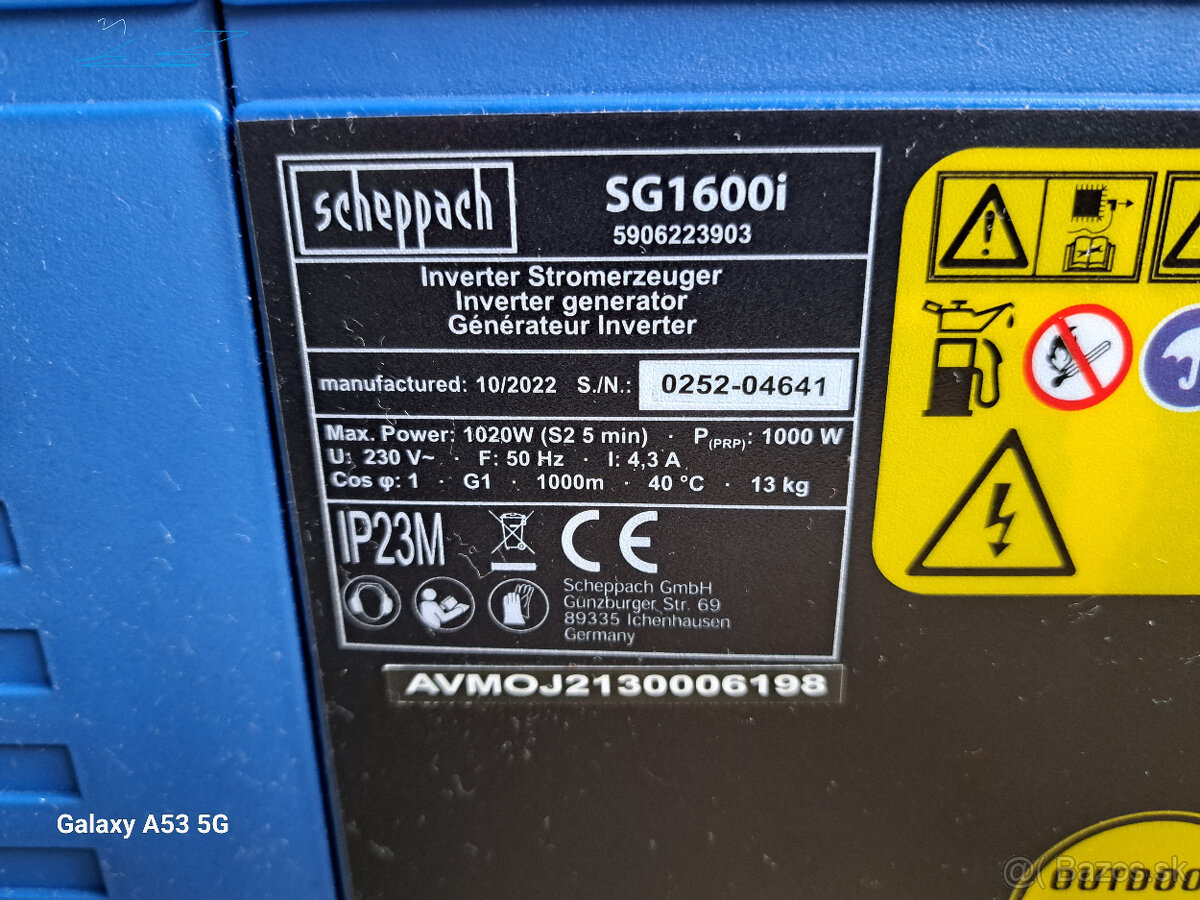 scheppach
SG1600i
5906223903
Inverter Stromerzeuger
Inverter generator
Générateur Inverter
manufactured: 10/2022 S./N.: 0252-04641
Max. Power: 1020W (S2 5 min) · P(PRP): 1000 W
U: 230 V~ · F: 50 Hz · I: 4,3 A
Cos φ: 1 · G1 · 1000m · 40 °C · 13 kg
IP23M
CE
Scheppach GmbH
Günzburger Str. 69
89335 Ichenhausen
Germany
AVMOJ2130006198
Galaxy A53 5G
Bazos.sk